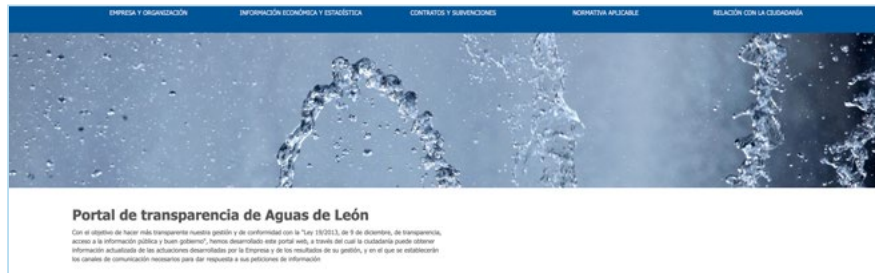 EMPRESA Y ORGANIZACIÓN
INFORMACIÓN ECONÓMICA Y ESTADÍSTICA
CONTRATOS Y SUBVENCIONES
NORMATIVA APLICABLE
RELACIÓN CON LA CIUDADANÍA
Portal de transparencia de Aguas de León
Con el objetivo de hacer más transparente nuestra gestión y de conformidad con la "Ley 19/2013, de 9 de diciembre, de transparencia,
acceso a la información pública y buen gobierno", hemos desarrollado este portal web, a través del cual la ciudadanía puede obtener
información actualizada de las actuaciones desarrolladas por la Empresa y de los resultados de su gestión, y en el que se establecerán
los canales de comunicación necesarios para dar respuesta a sus peticiones de información